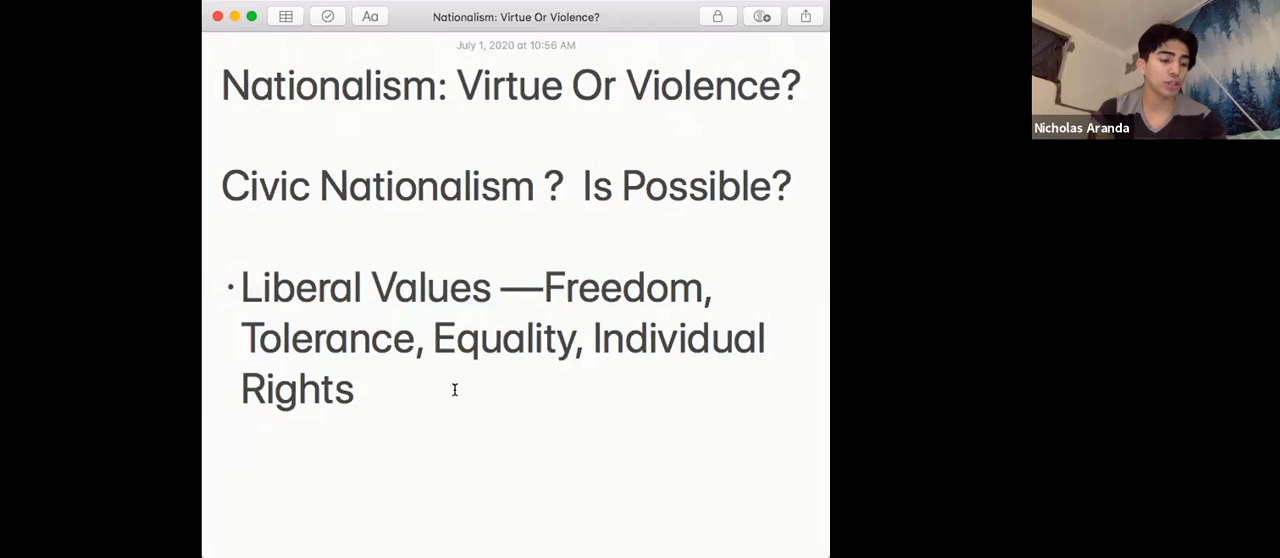 Aa
Nationalism: Virtue Or Violence?
July 1, 2020 at 10:56 AM
Nationalism: Virtue Or Violence?
Civic Nationalism ? Is Possible?
· Liberal Values —Freedom,
Tolerance, Equality, Individual
Rights
Nicholas Aranda